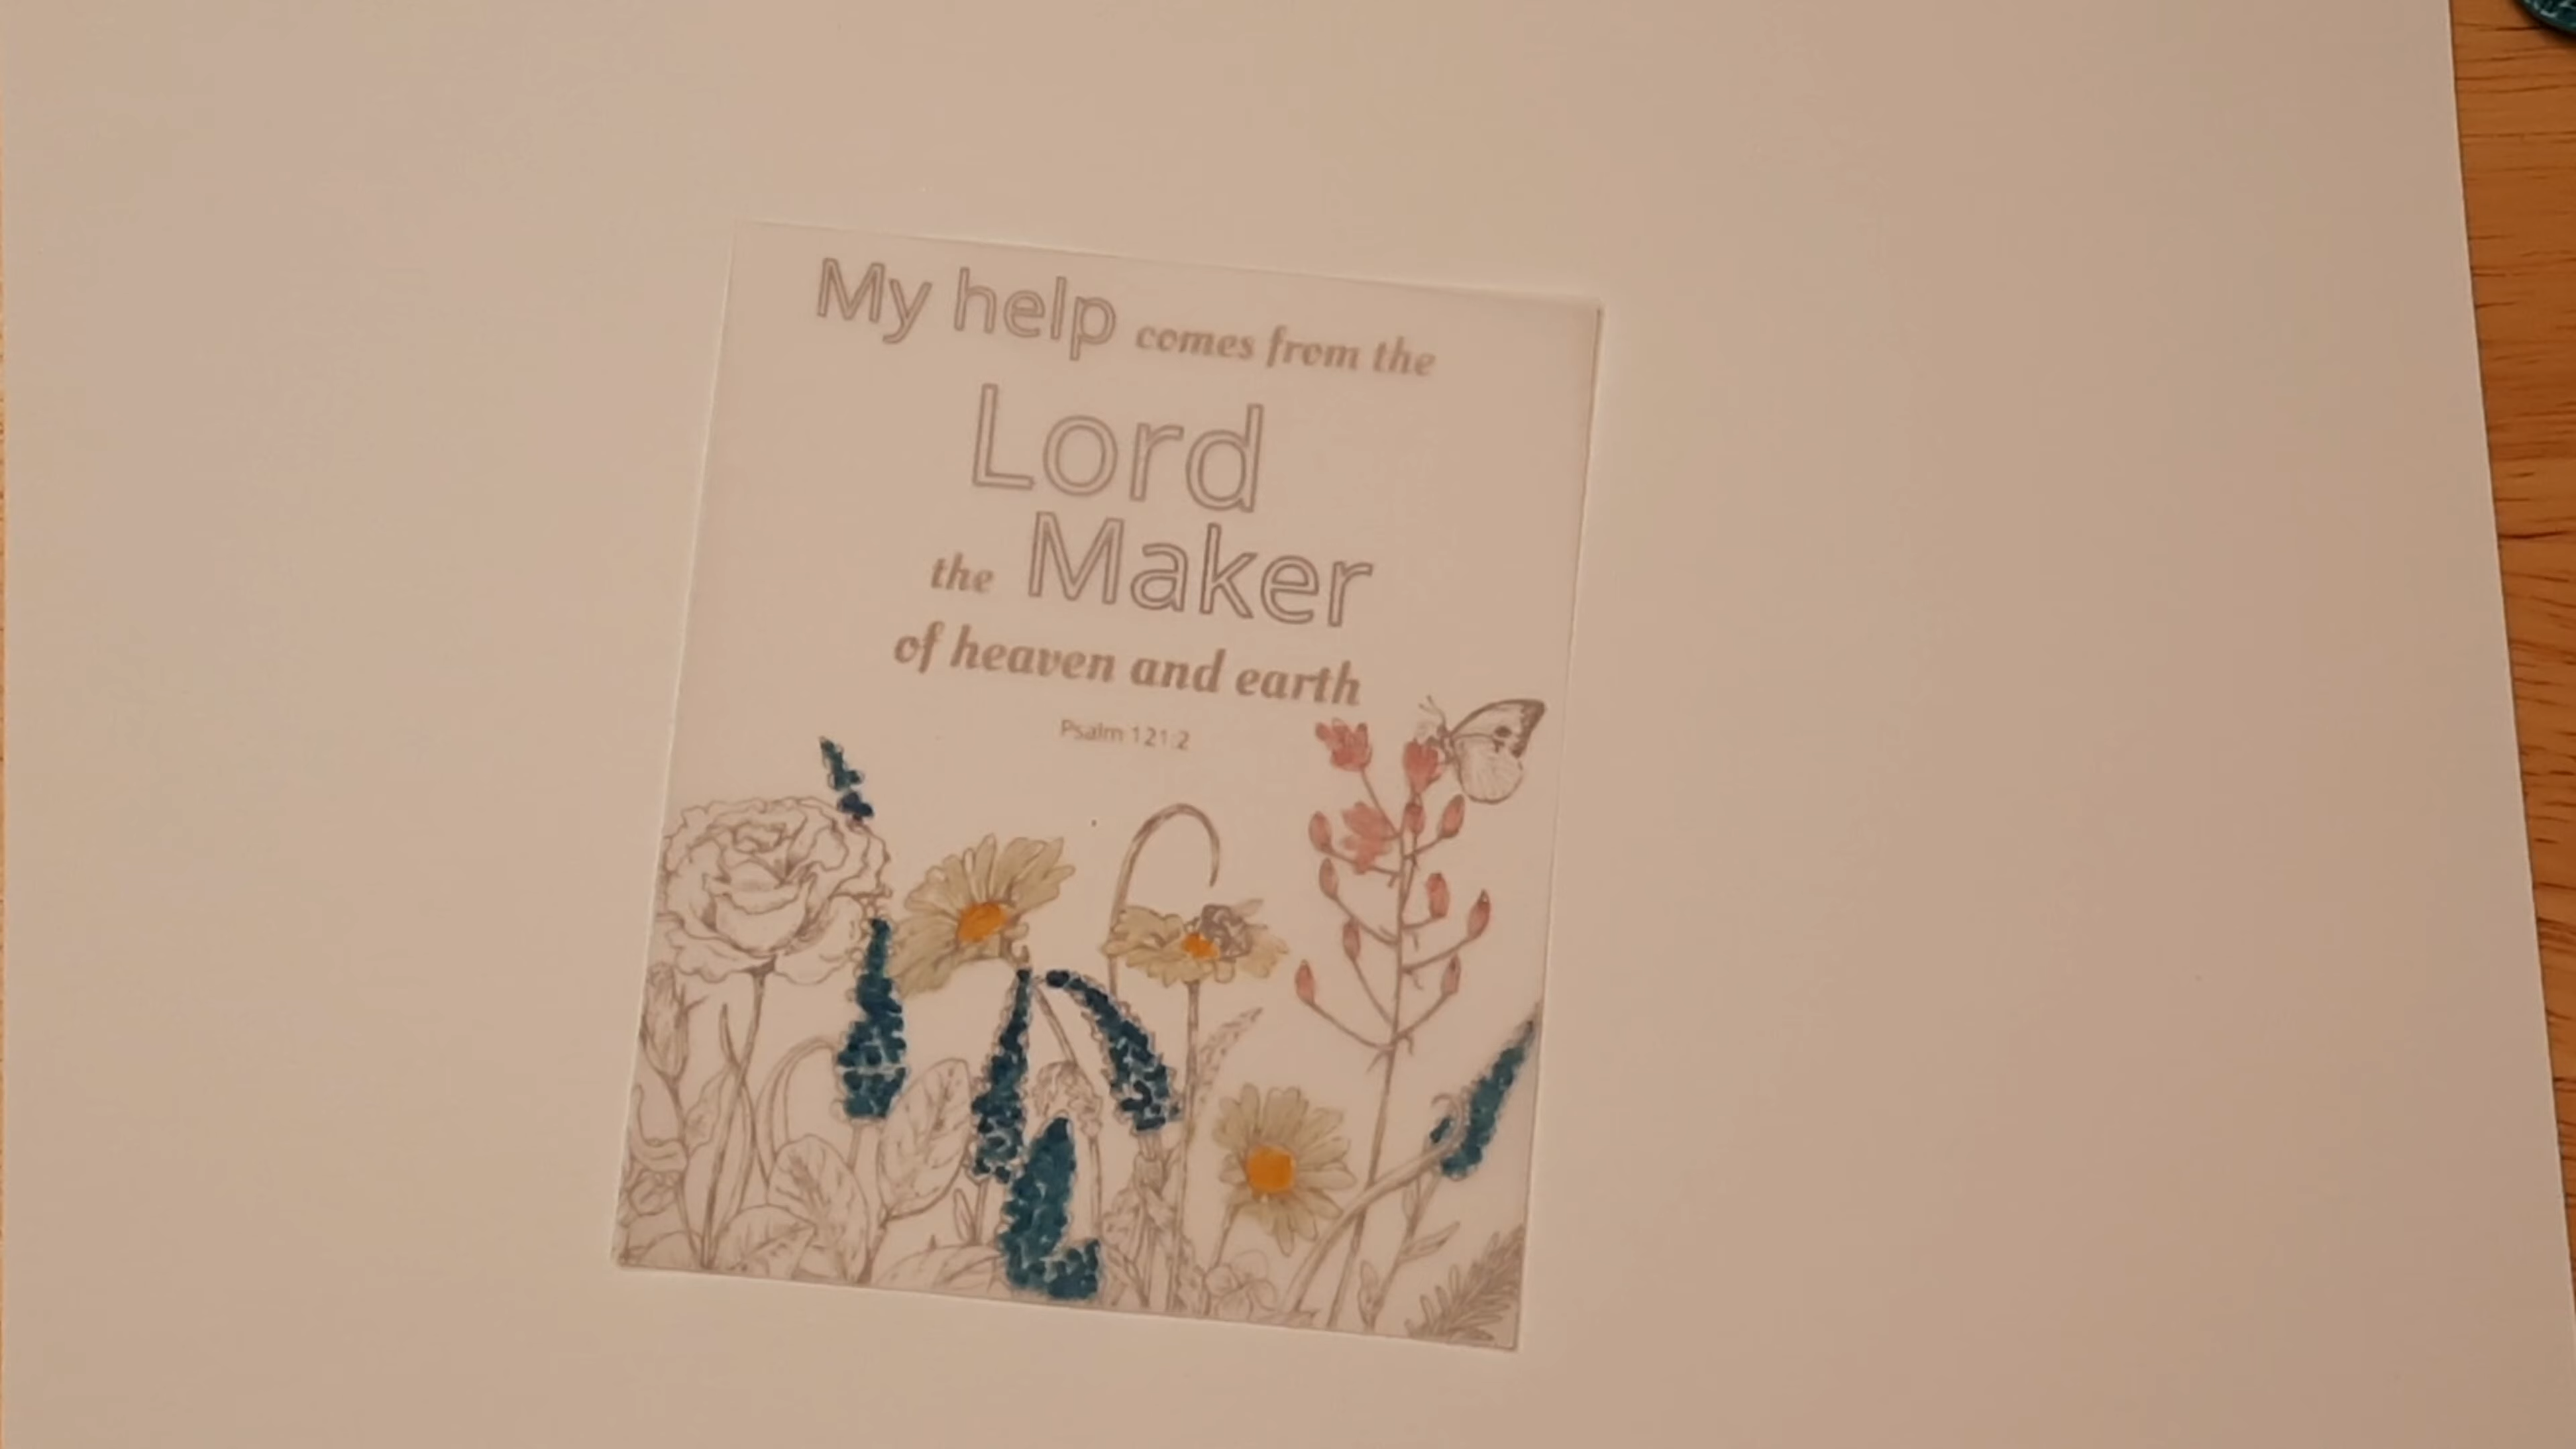 My help comes from the
Lord
the Maker
of heaven and earth
Psalm 121:2